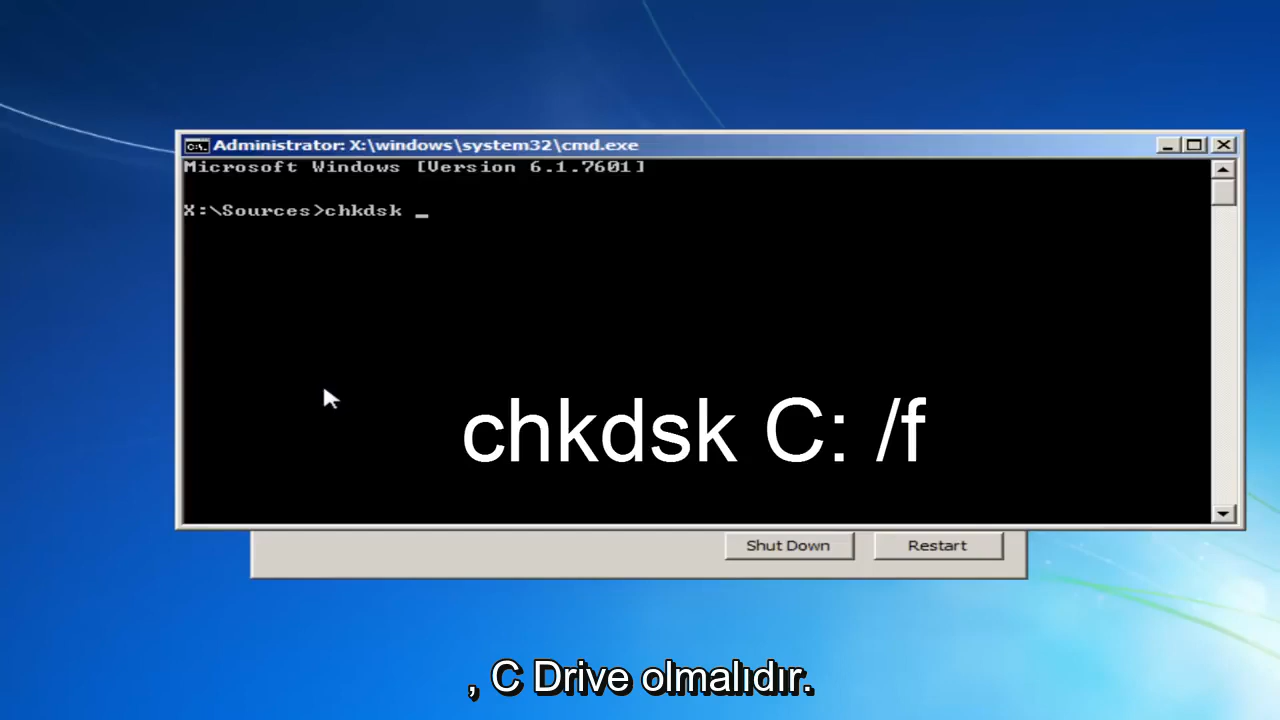 Administrator: X:\windows\system32\cmd.exe
Microsoft Windows [Version 6.1.7601]
X:\Sources>chkdsk _
chkdsk C: /f
Shut Down
Restart
, C Drive olmalıdır.